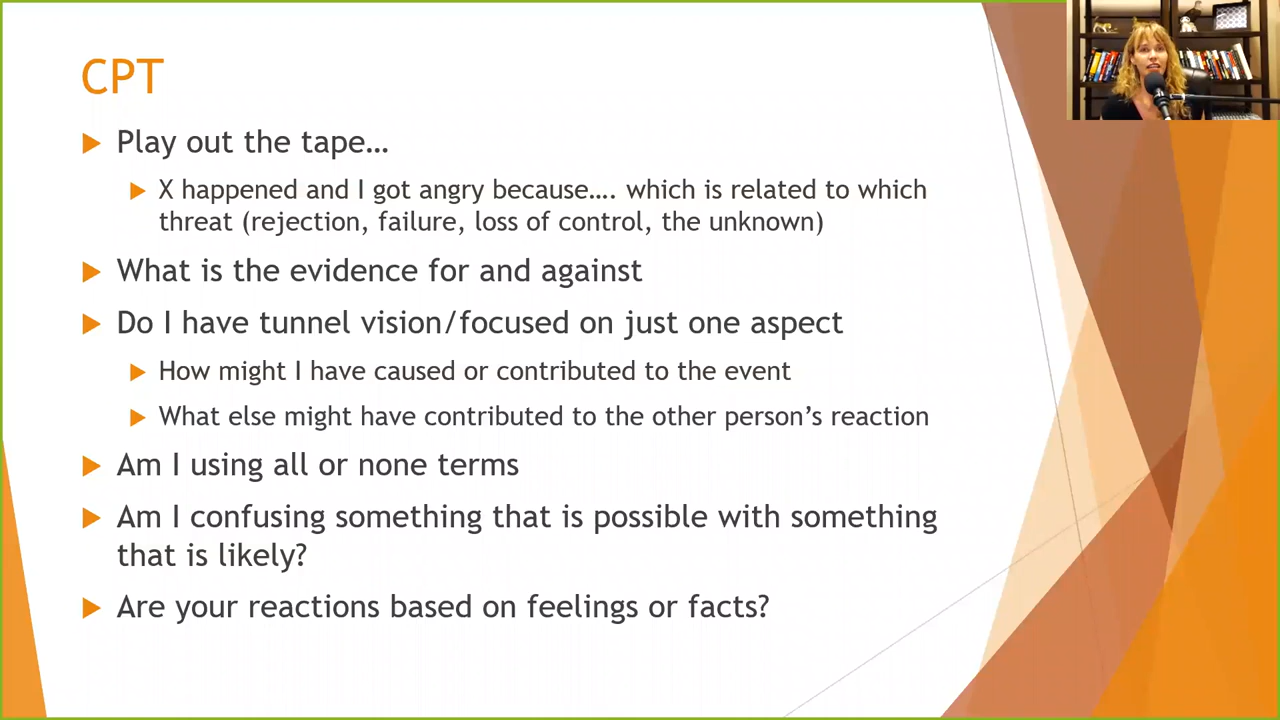 CPT
Play out the tape…
X happened and I got angry because…. which is related to which
threat (rejection, failure, loss of control, the unknown)
What is the evidence for and against
Do I have tunnel vision/focused on just one aspect
How might I have caused or contributed to the event
What else might have contributed to the other person’s reaction
Am I using all or none terms
Am I confusing something that is possible with something
that is likely?
Are your reactions based on feelings or facts?